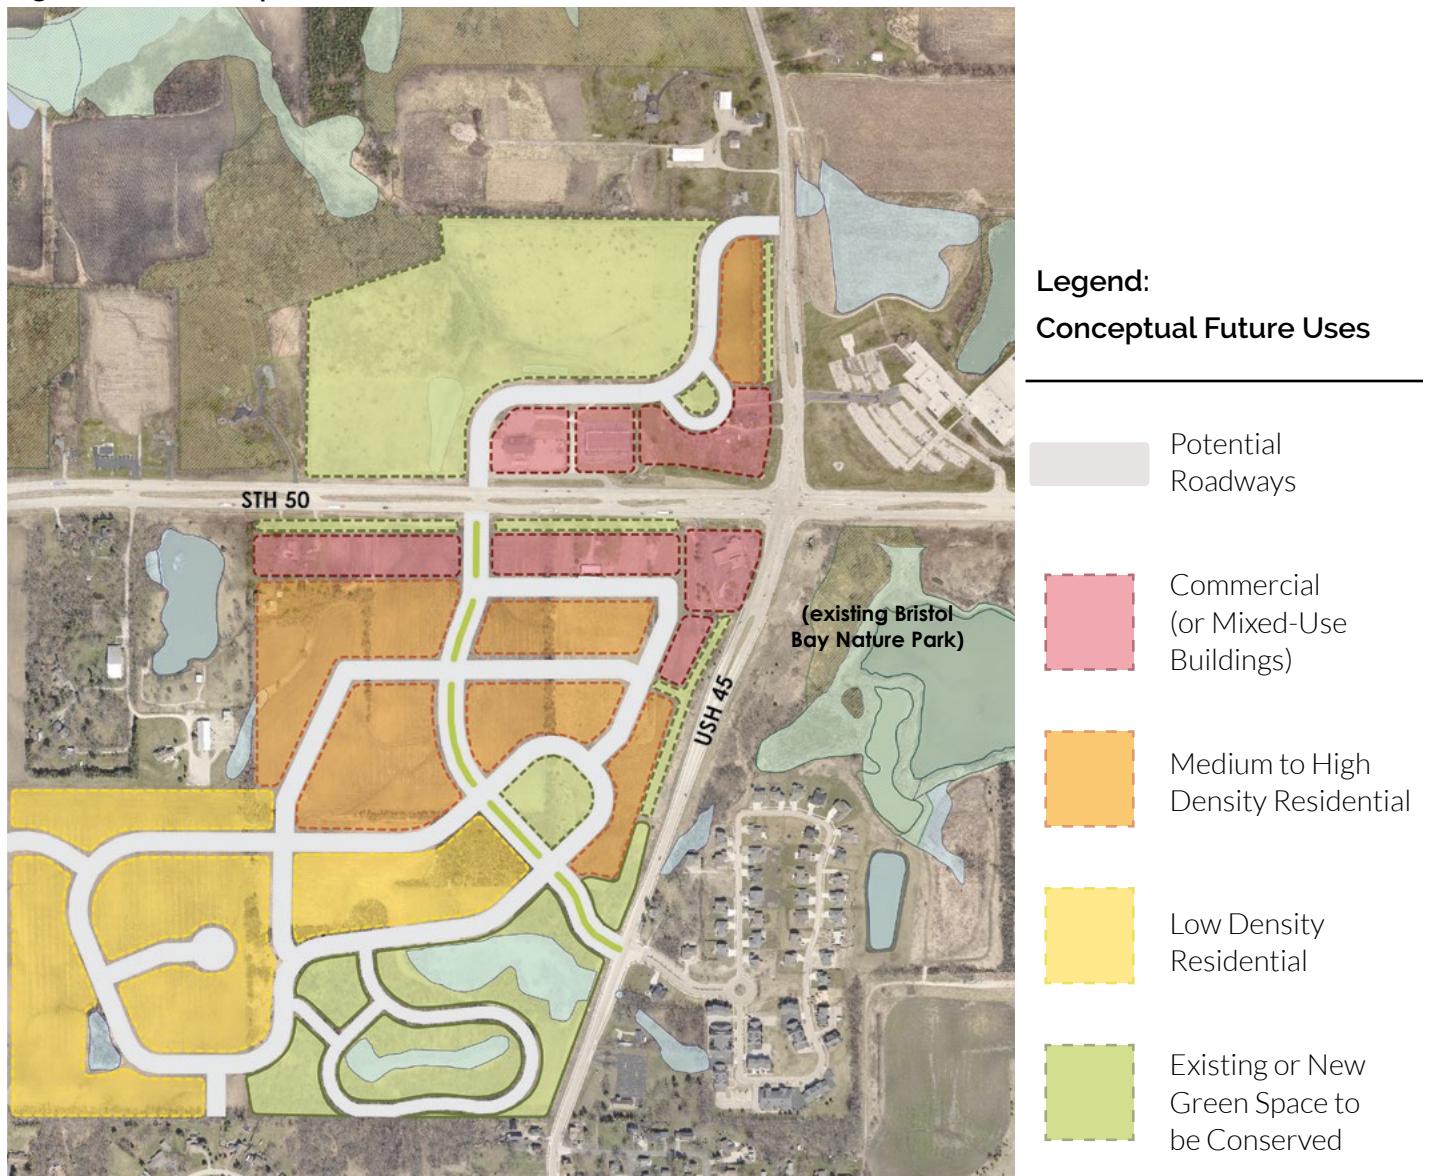 STH 50
(existing Bristol
Bay Nature Park)
USH 45
Legend:
Conceptual Future Uses
Potential
Roadways
Commercial
(or Mixed-Use
Buildings)
Medium to High
Density Residential
Low Density
Residential
Existing or New
Green Space to
be Conserved